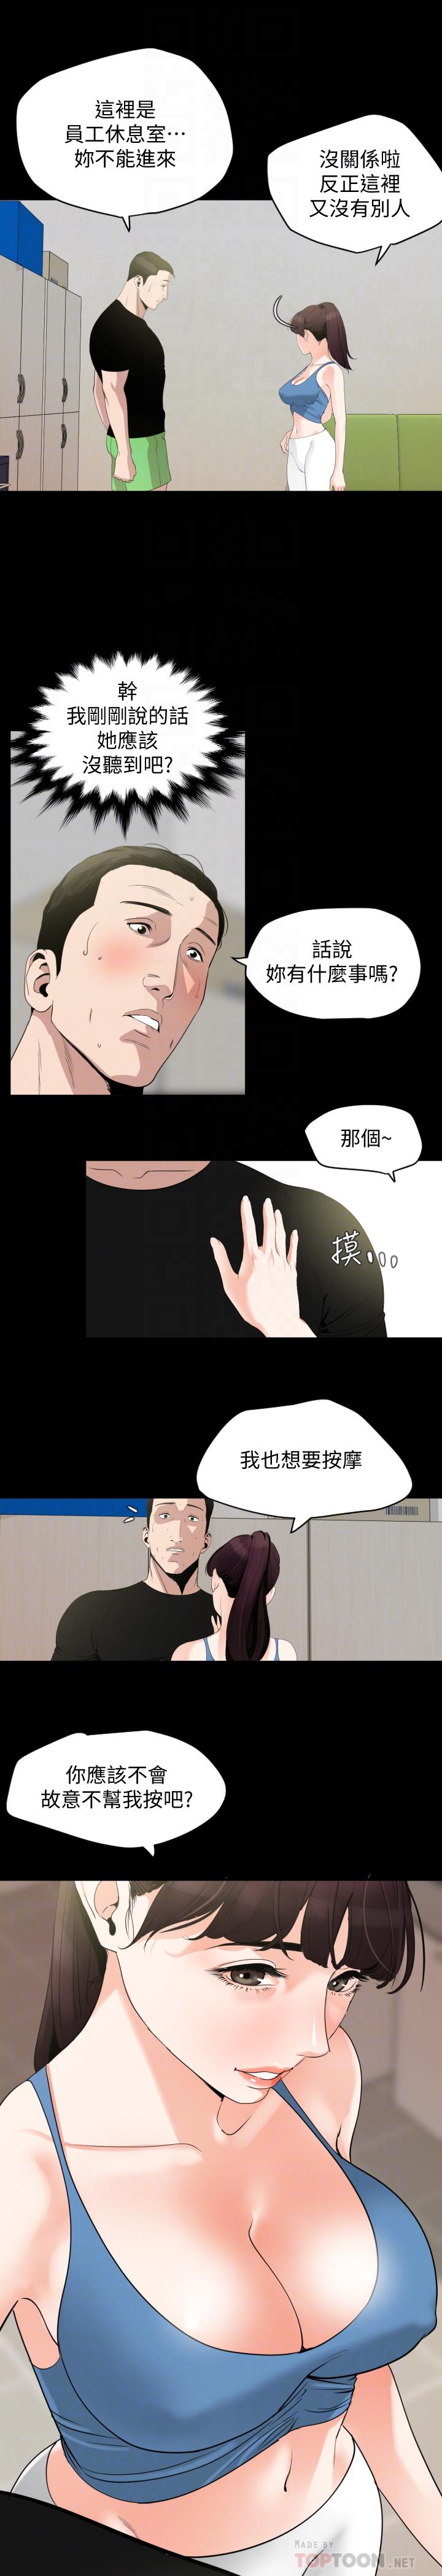 這裡是
員工休息室⋯
妳不能進來
沒關係啦
反正這裡
又沒有別人
幹
我剛剛說的話
她應該
沒聽到吧?
話說
妳有什麼事嗎?
那個~
摸...
我也想要按摩
你應該不會
故意不幫我按吧?
MADE BY
TOPTOON.NET